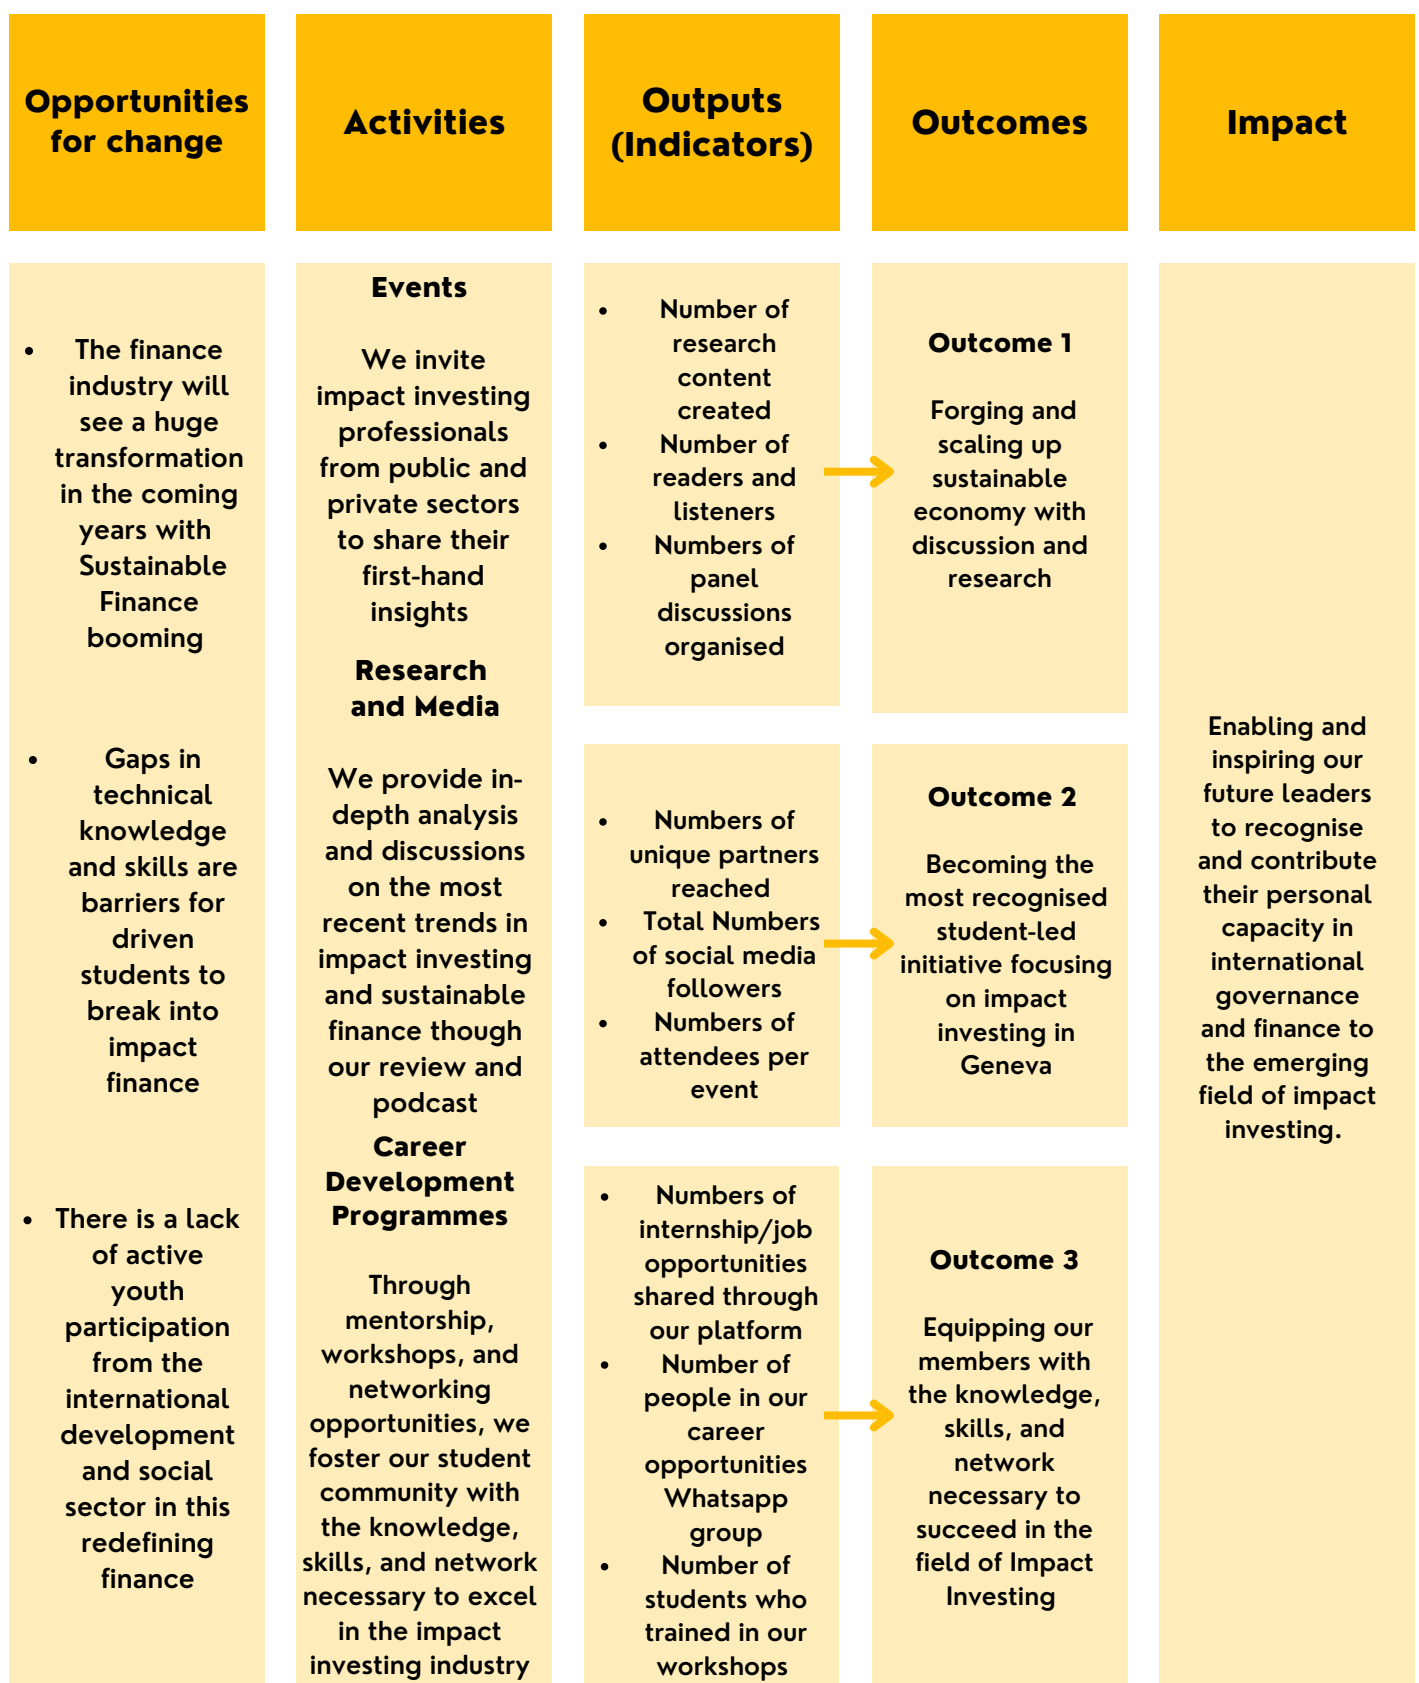 Opportunities
for change
Activities
Outputs
(Indicators)
Outcomes
Impact
• The finance
industry will
see a huge
transformation
in the coming
years with
Sustainable
Finance
booming
• Gaps in
technical
knowledge
and skills are
barriers for
driven
students to
break into
impact
finance
• There is a lack
of active
youth
participation
from the
international
development
and social
sector in this
redefining
finance
Events
We invite
impact investing
professionals
from public and
private sectors
to share their
first-hand
insights
Research
and Media
We provide in-
depth analysis
and discussions
on the most
recent trends in
impact investing
and sustainable
finance though
our review and
podcast
Career
Development
Programmes
Through
mentorship,
workshops, and
networking
opportunities, we
foster our student
community with
the knowledge,
skills, and network
necessary to excel
in the impact
investing industry
• Number of
research
content
created
• Number of
readers and
listeners
• Numbers of
panel
discussions
organised
• Numbers of
unique partners
reached
• Total Numbers
of social media
followers
• Numbers of
attendees per
event
• Numbers of
internship/job
opportunities
shared through
our platform
• Number of
people in our
career
opportunities
Whatsapp
group
• Number of
students who
trained in our
workshops
Outcome 1
Forging and
scaling up
sustainable
economy with
discussion and
research
Outcome 2
Becoming the
most recognised
student-led
initiative focusing
on impact
investing in
Geneva
Outcome 3
Equipping our
members with
the knowledge,
skills, and
network
necessary to
succeed in the
field of Impact
Investing
Enabling and
inspiring our
future leaders
to recognise
and contribute
their personal
capacity in
international
governance
and finance to
the emerging
field of impact
investing.